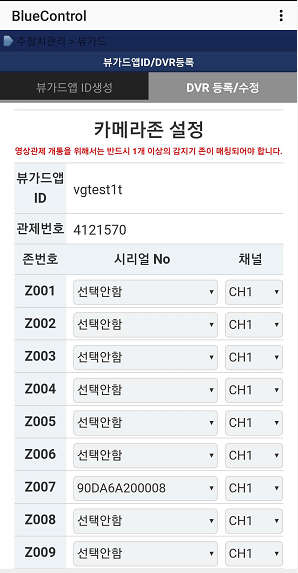 BlueControl
주장치관리 > 뷰가드
뷰가드앱ID/DVR등록
뷰가드앱 ID생성 DVR 등록/수정
카메라존 설정
영상관제 개통을 위해서는 반드시 1개 이상의 감지기 존이 매칭되어야 합니다.
뷰가드앱 ID vgtest1t
관제번호 4121570
존번호 시리얼 No 채널
Z001 선택안함 CH1
Z002 선택안함 CH1
Z003 선택안함 CH1
Z004 선택안함 CH1
Z005 선택안함 CH1
Z006 선택안함 CH1
Z007 90DA6A200008 CH1
Z008 선택안함 CH1
Z009 선택안함 CH1